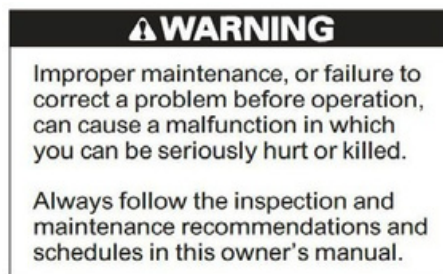 WARNING
Improper maintenance, or failure to
correct a problem before operation,
can cause a malfunction in which
you can be seriously hurt or killed.
Always follow the inspection and
maintenance recommendations and
schedules in this owner's manual.